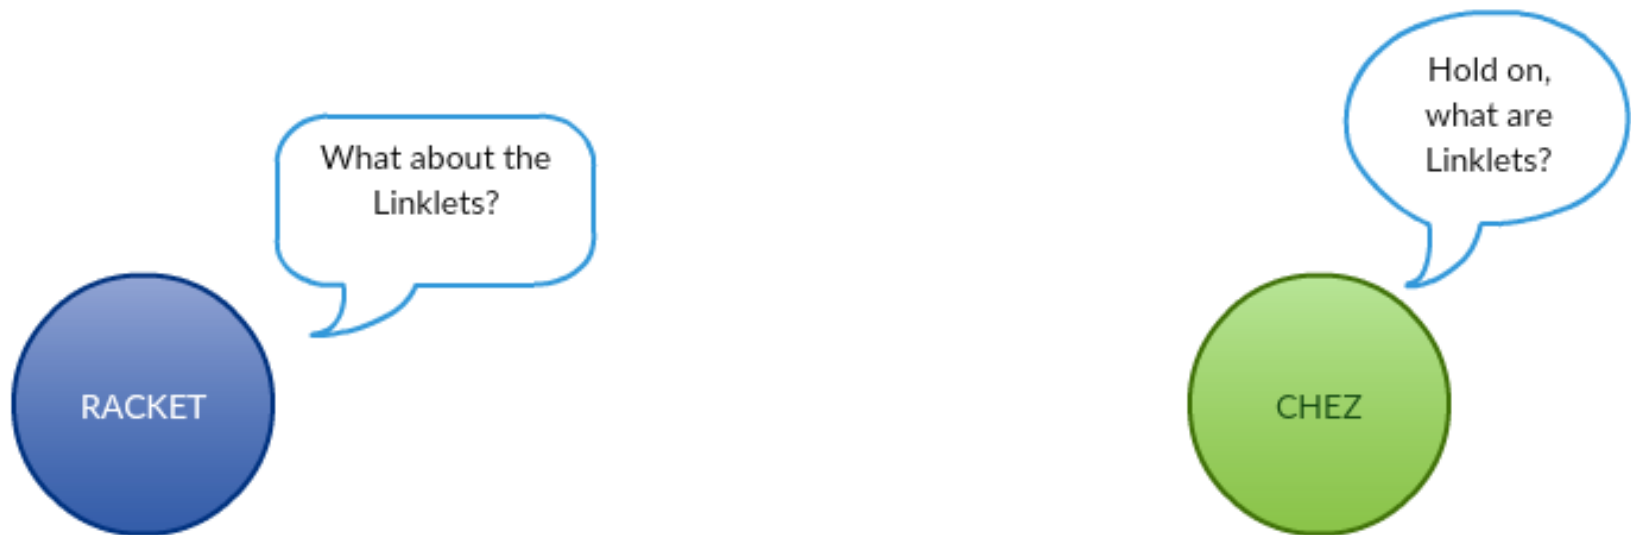 What about the
Linklets?
Hold on,
what are
Linklets?
RACKET
CHEZ